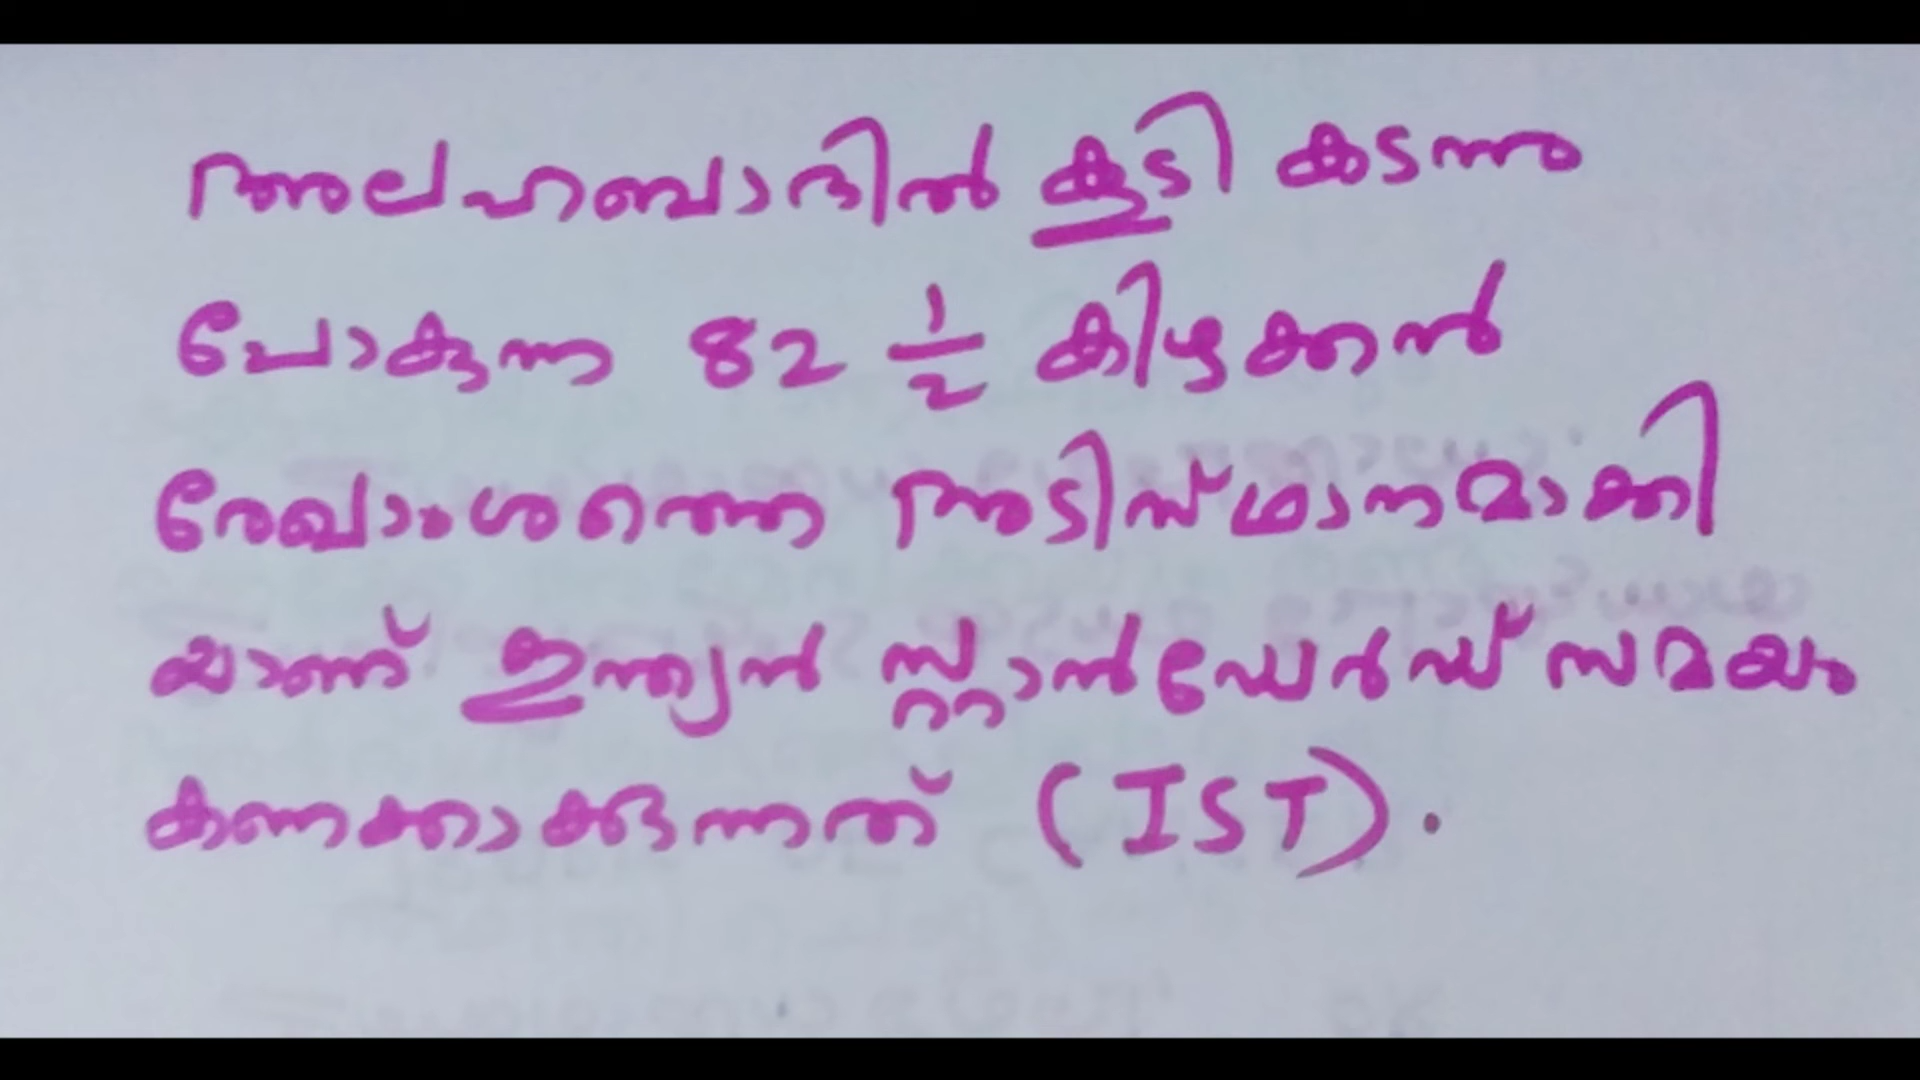 അലഹബാദിൽ കൂടി കടന്നു
പോകുന്ന 82 1/2 കിഴക്കൻ
രേഖാംശത്തെ അടിസ്ഥാനമാക്കി
യാണ് ഇന്ത്യൻ സ്റ്റാൻഡേർഡ് സമയം
കണക്കാക്കുന്നത് (IST).